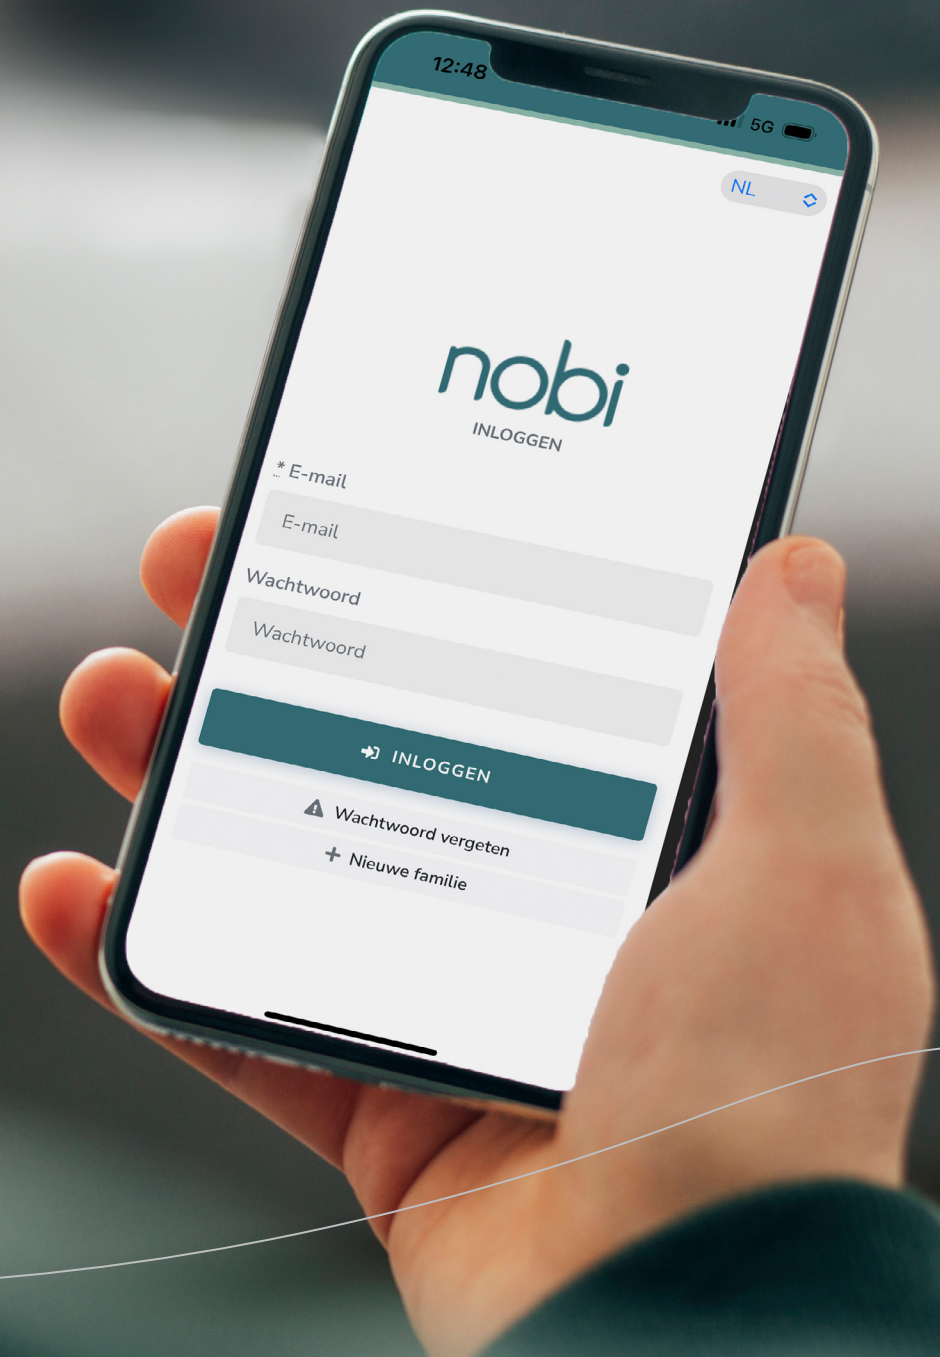 12:48
5G
NL
nobi
INLOGGEN
* E-mail
E-mail
Wachtwoord
Wachtwoord
INLOGGEN
Wachtwoord vergeten
Nieuwe familie